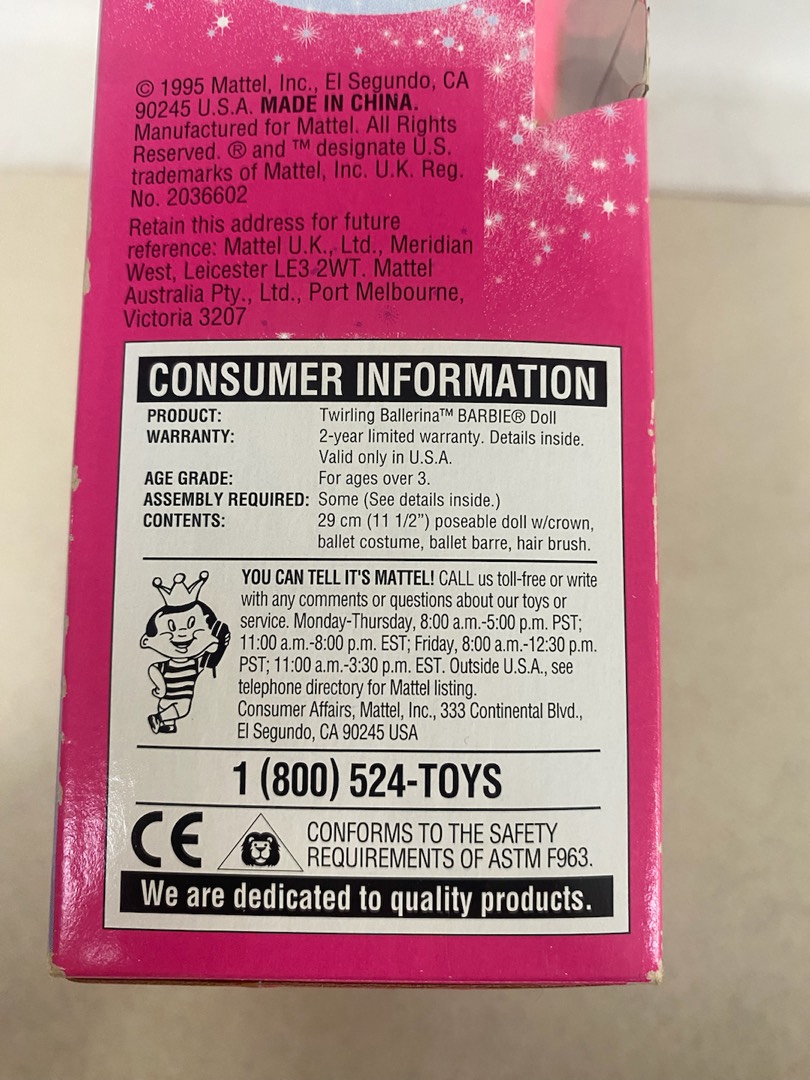 © 1995 Mattel, Inc., El Segundo, CA
90245 U.S.A. MADE IN CHINA.
Manufactured for Mattel. All Rights
Reserved. ® and ™ designate U.S.
trademarks of Mattel, Inc. U.K. Reg.
No. 2036602
Retain this address for future
reference: Mattel U.K., Ltd., Meridian
West, Leicester LE3 2WT. Mattel
Australia Pty., Ltd., Port Melbourne,
Victoria 3207
CONSUMER INFORMATION
PRODUCT: Twirling Ballerina™ BARBIE® Doll
WARRANTY: 2-year limited warranty. Details inside.
Valid only in U.S.A.
AGE GRADE: For ages over 3.
ASSEMBLY REQUIRED: Some (See details inside.)
CONTENTS: 29 cm (11 1/2") poseable doll w/crown,
ballet costume, ballet barre, hair brush.
YOU CAN TELL IT'S MATTEL! CALL us toll-free or write
with any comments or questions about our toys or
service. Monday-Thursday, 8:00 a.m.-5:00 p.m. PST;
11:00 a.m.-8:00 p.m. EST; Friday, 8:00 a.m.-12:30 p.m.
PST; 11:00 a.m.-3:30 p.m. EST. Outside U.S.A., see
telephone directory for Mattel listing.
Consumer Affairs, Mattel, Inc., 333 Continental Blvd.,
El Segundo, CA 90245 USA
1 (800) 524-TOYS
CE
CONFORMS TO THE SAFETY
REQUIREMENTS OF ASTM F963.
We are dedicated to quality products.